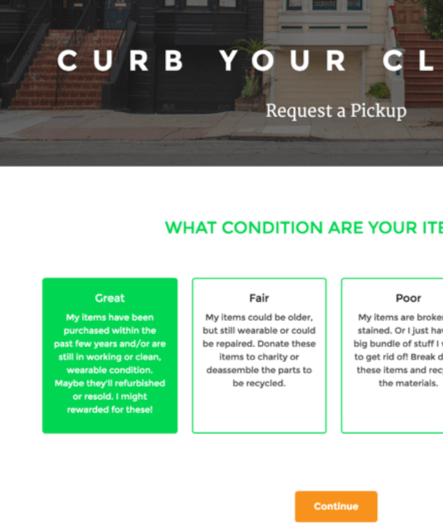 CURB YOUR CL
Request a Pickup
WHAT CONDITION ARE YOUR ITE
Great
My items have been
purchased within the
past few years and/or are
still in working or clean,
wearable condition.
Maybe they'll refurbished
or resold. I might
rewarded for these!
Fair
My items could be older,
but still wearable or could
be repaired. Donate these
items to charity or
deassemble the parts to
be recycled.
Poor
My items are broke
stained. Or I just ha
big bundle of stuff I
to get rid of! Break d
these items and rec
the materials.
Continue